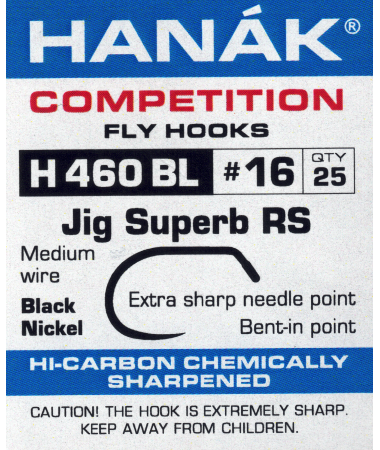 HANÁK®
COMPETITION
FLY HOOKS
H 460 BL #16 QTY 25
Jig Superb RS
Medium
wire
Black
Nickel
Extra sharp needle point
Bent-in point
HI-CARBON CHEMICALLY
SHARPENED
CAUTION! THE HOOK IS EXTREMELY SHARP.
KEEP AWAY FROM CHILDREN.